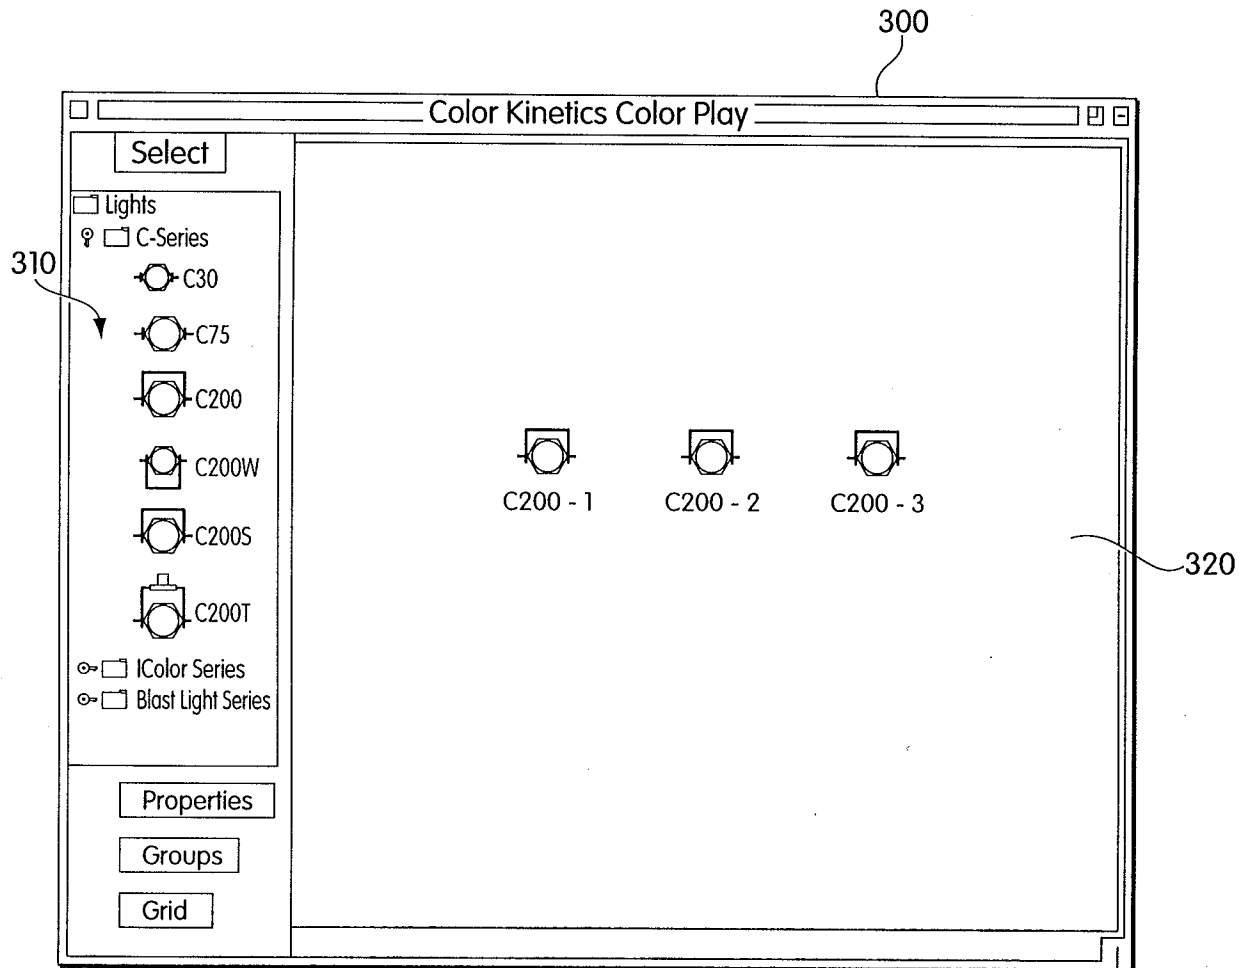 300
Color Kinetics Color Play
Select
Lights
C-Series
310
C30
C75
C200
C200W
C200S
C200T
IColor Series
Blast Light Series
Properties
Groups
Grid
C200 - 1 C200 - 2 C200 - 3
320